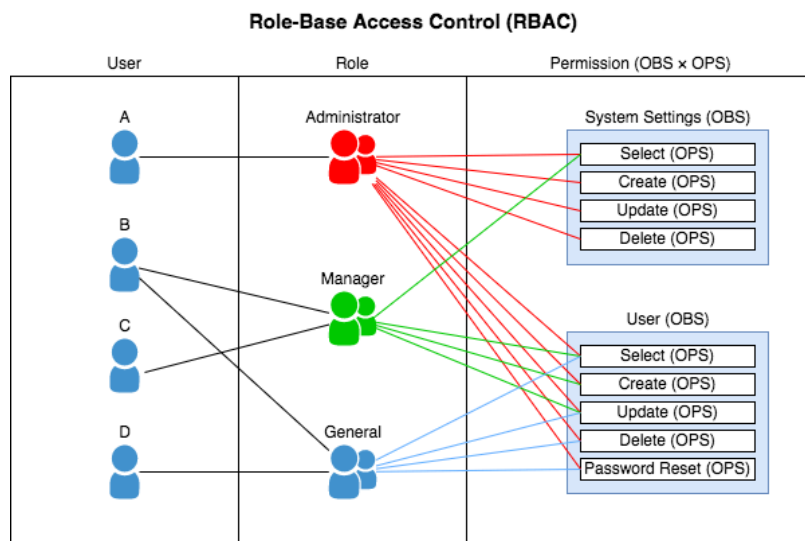 Role-Base Access Control (RBAC)
User
Role
Permission (OBS × OPS)
A
Administrator
System Settings (OBS)
Select (OPS)
Create (OPS)
Update (OPS)
Delete (OPS)
B
Manager
C
User (OBS)
Select (OPS)
Create (OPS)
Update (OPS)
Delete (OPS)
Password Reset (OPS)
D
General